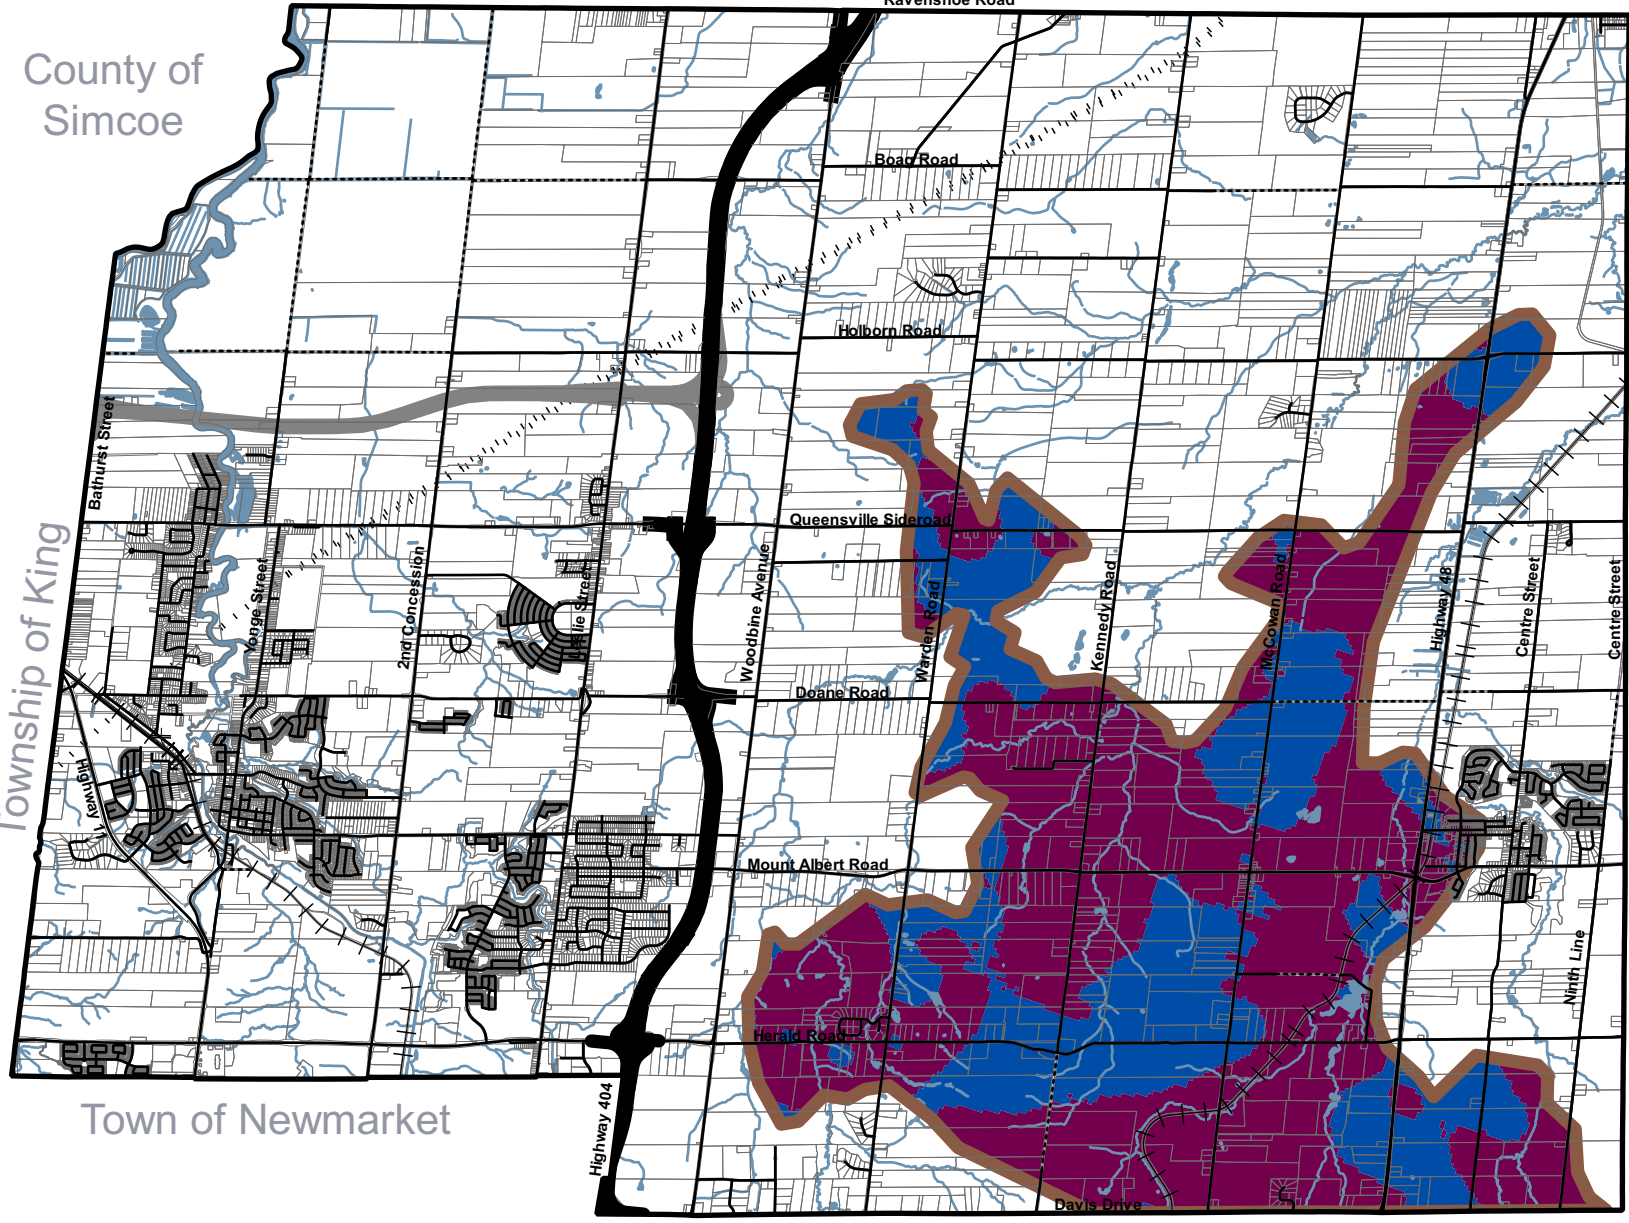 Ravenshoe Road
County of
Simcoe
Boag Road
Holborn Road
Bathurst Street
Queensville Sideroad
Township of King
Yonge Street
2nd Concession
Leslie Street
Woodbine Avenue
Warden Road
Kennedy Road
McCowan Road
Highway 48
Centre Street
Centre Street
Doane Road
Highway 11
Mount Albert Road
Ninth Line
Herald Road
Town of Newmarket
Highway 404
Davis Drive